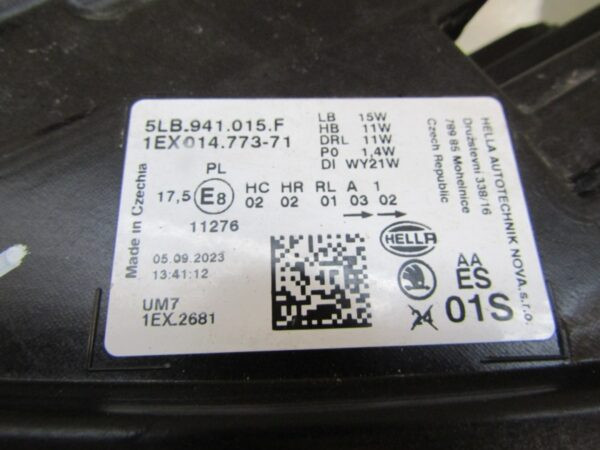 5LB.941.015.F
1EX014.773-71
LB 15W
HB 11W
DRL 11W
PO 1,4W
DI WY21W
HELLA AUTOTECHNIK NOVA.s.r.o.
Družstevní 338/16
789 85 Mohelnice
Czech Republic
Made in Czechia
PL
17,5 E8 HC HR RL A 1
02 02 01 03 02
11276
05.09.2023
13:41:12
HELLA
UM7
1EX.2681
AA
ES
01S